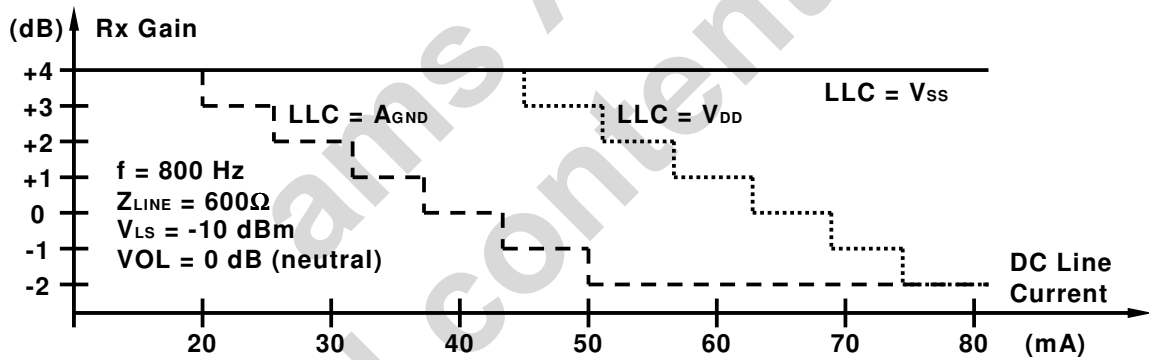 (dB) Rx Gain
+4
LLC = VSS
+3
LLC = AGND
LLC = VDD
+2
f = 800 Hz
+1
ZLINE = 600Ω
0
VLS = -10 dBm
-1
VOL = 0 dB (neutral)
DC Line
-2
Current
20 30 40 50 60 70 80 (mA)
ams A
content